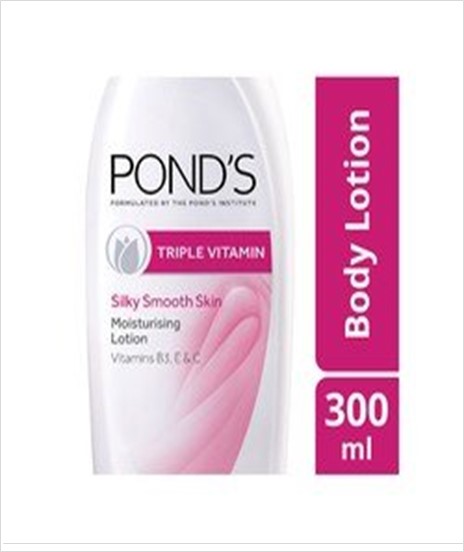 POND'S
FORMULATED BY THE POND'S INSTITUTE
TRIPLE VITAMIN
Silky Smooth Skin
Moisturising
Lotion
Vitamins B3, E & C
Body Lotion
300
ml